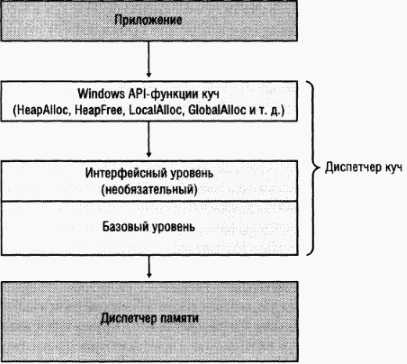 Приложение
Windows API-функции куч
(HeapAlloc, HeapFree, LocalAlloc, GlobalAlloc и т. д.)
Интерфейсный уровень
(необязательный)
Диспетчер куч
Базовый уровень
Диспетчер памяти